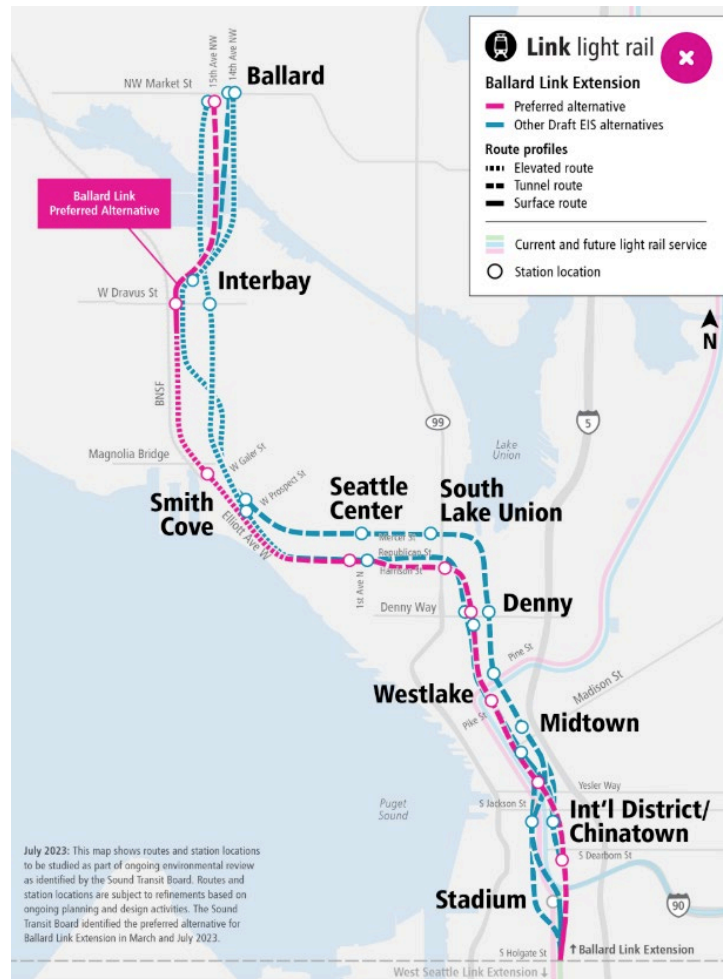 Link light rail
Ballard Link Extension
Preferred alternative
Other Draft EIS alternatives
Route profiles
Elevated route
Tunnel route
Surface route
Current and future light rail service
Station location
N
15th Ave NW
14th Ave NW
Ballard
NW Market St
Ballard Link
Preferred Alternative
Interbay
W Dravus St
BNSF
99
5
Lake
Union
Magnolia Bridge
W Galer St
W Prospect St
Smith
Cove
Elliott Ave W
Seattle
Center
South
Lake Union
Mercer St
Republican St
Harrison St
1st Ave N
Denny Way
Denny
Pine St
Madison St
Westlake
Pike St
Midtown
Puget
Sound
Yesler Way
S Jackson St
Int'l District/
Chinatown
S Dearborn St
Stadium
90
July 2023: This map shows routes and station locations
to be studied as part of ongoing environmental review
as identified by the Sound Transit Board. Routes and
station locations are subject to refinements based on
ongoing planning and design activities. The Sound
Transit Board identified the preferred alternative for
Ballard Link Extension in March and July 2023.
S Holgate St
↑Ballard Link Extension
West Seattle Link Extension ↓